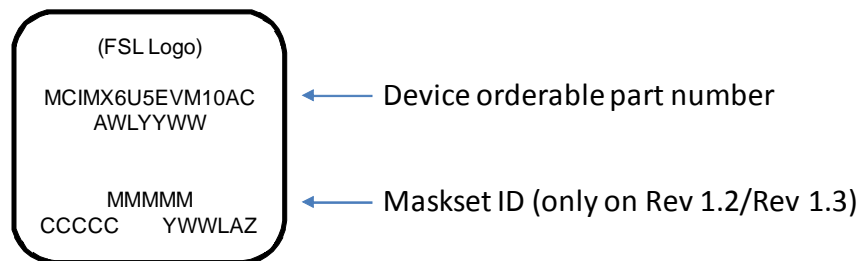 (FSL Logo)
MCIMX6U5EVM10AC
Device orderable part number
AWLYYWW
MMMMM
Maskset ID (only on Rev 1.2/Rev 1.3)
CCCCC YWWLAZ